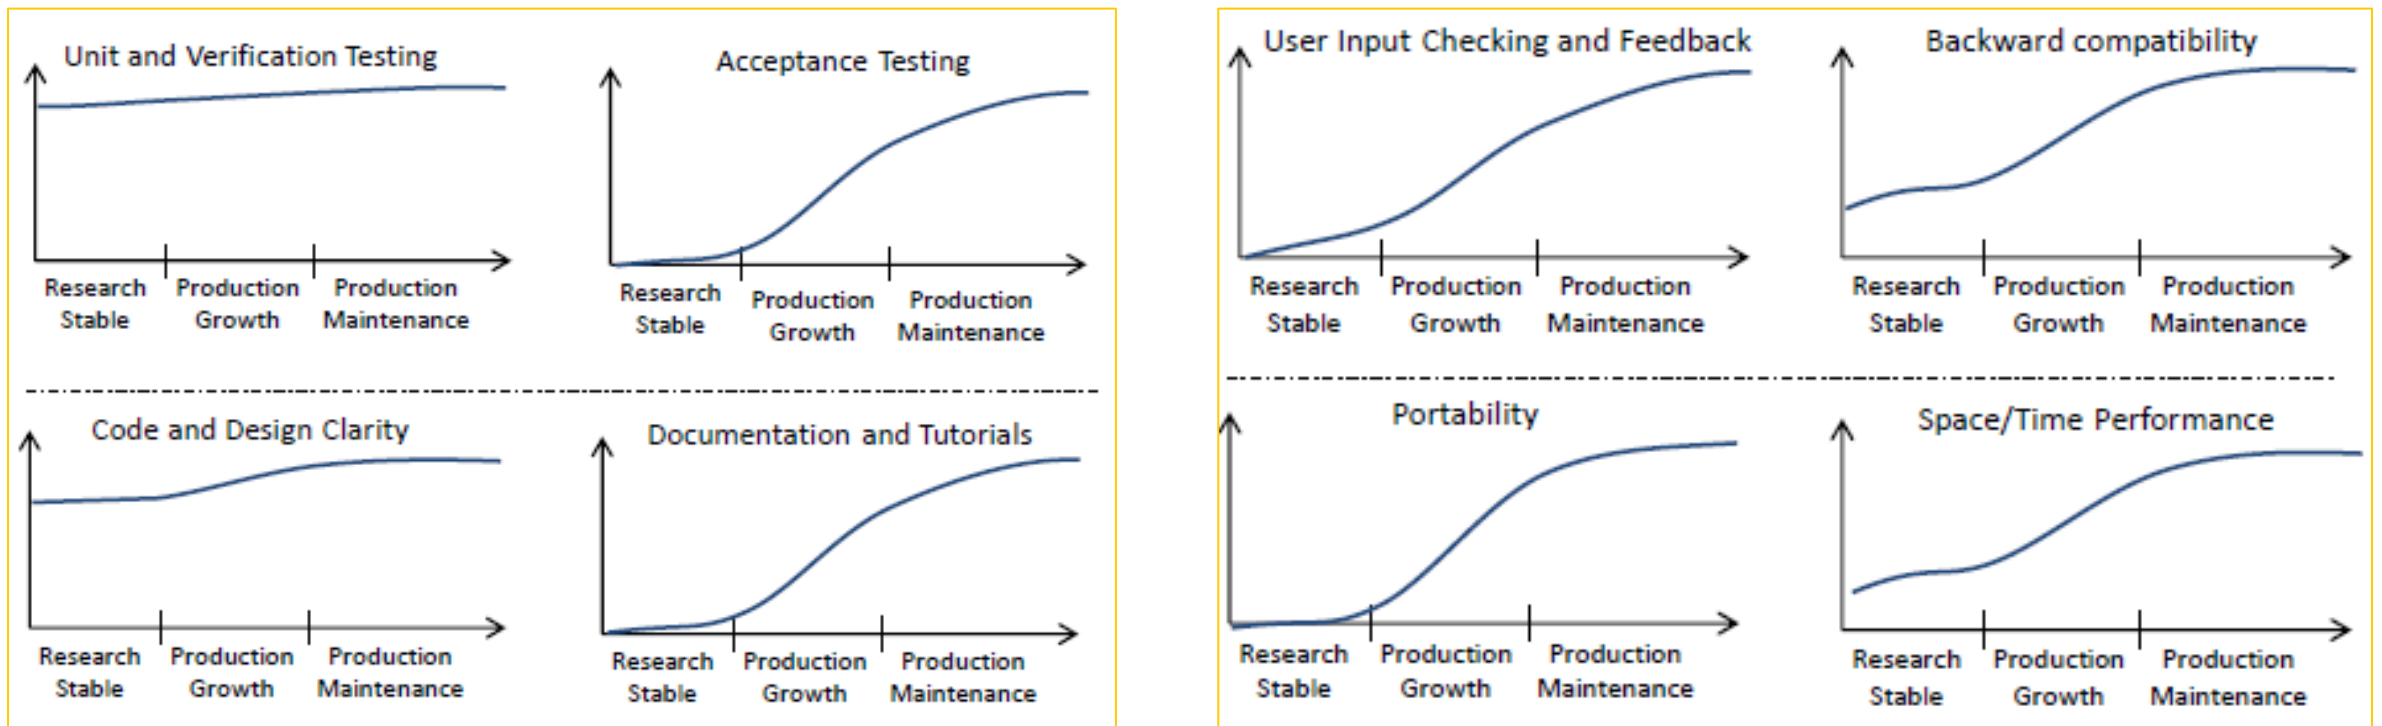 Unit and Verification Testing
Research Production Production
Stable Growth Maintenance
Acceptance Testing
Research Production Production
Stable Growth Maintenance
Code and Design Clarity
Research Production Production
Stable Growth Maintenance
Documentation and Tutorials
Research Production Production
Stable Growth Maintenance
User Input Checking and Feedback
Research Production Production
Stable Growth Maintenance
Backward compatibility
Research Production Production
Stable Growth Maintenance
Portability
Research Production Production
Stable Growth Maintenance
Space/Time Performance
Research Production Production
Stable Growth Maintenance